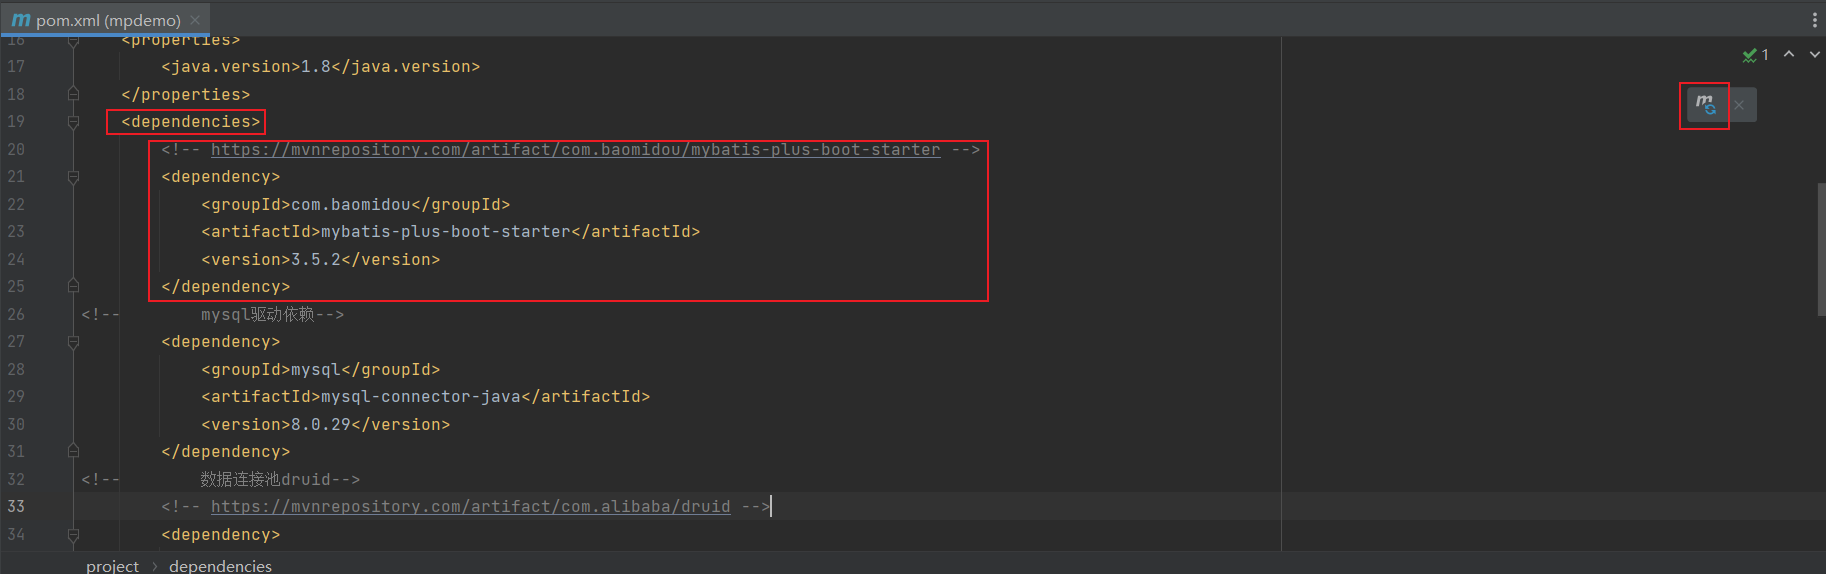 pom.xml (mpdemo)
1
16 <properties>
17 <java.version>1.8</java.version>
18 </properties>
19 <dependencies>
20 <!-- https://mvnrepository.com/artifact/com.baomidou/mybatis-plus-boot-starter -->
21 <dependency>
22 <groupId>com.baomidou</groupId>
23 <artifactId>mybatis-plus-boot-starter</artifactId>
24 <version>3.5.2</version>
25 </dependency>
26 <!-- mysql驱动依赖-->
27 <dependency>
28 <groupId>mysql</groupId>
29 <artifactId>mysql-connector-java</artifactId>
30 <version>8.0.29</version>
31 </dependency>
32 <!-- 数据连接池druid-->
33 <!-- https://mvnrepository.com/artifact/com.alibaba/druid -->
34 <dependency>
project › dependencies